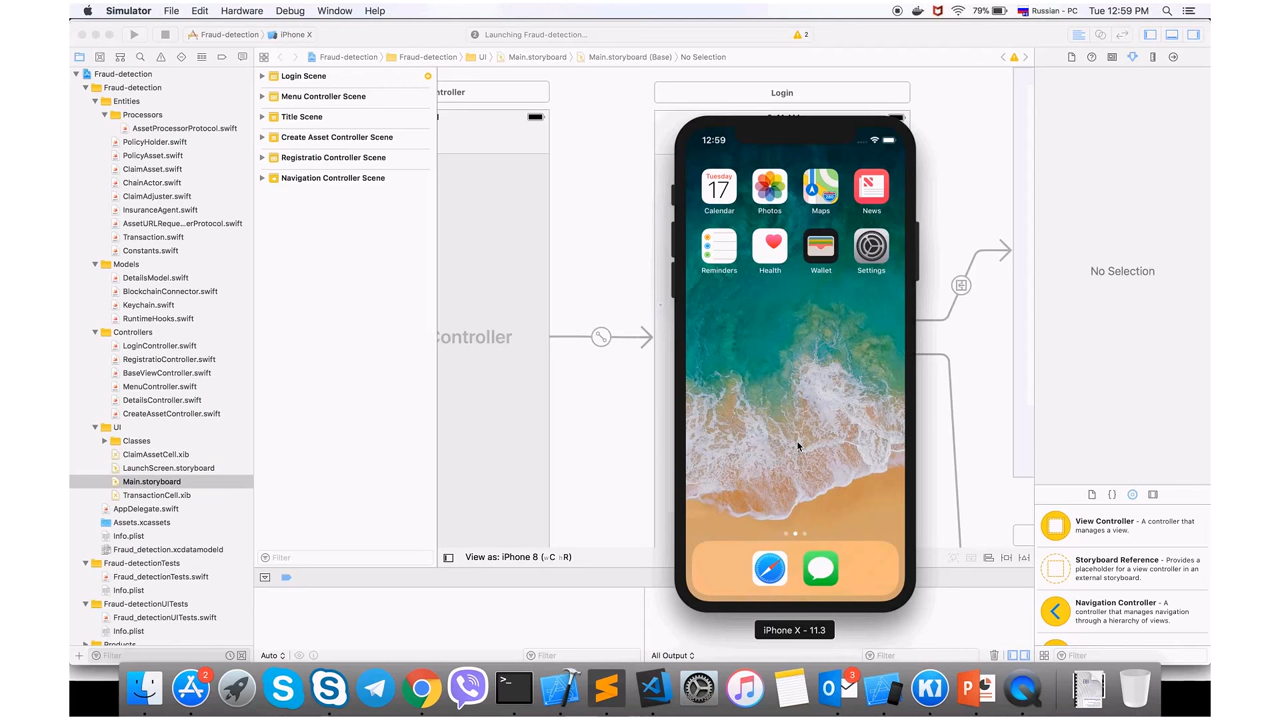 Simulator File Edit Hardware Debug Window Help 79% Russian - PC Tue 12:59 PM
Fraud-detection iPhone X Launching Fraud-detection... 2
Fraud-detection Fraud-detection UI Main.storyboard Main.storyboard (Base) No Selection
Fraud-detection
Fraud-detection
Entities
Processors
AssetProcessorProtocol.swift
PolicyHolder.swift
PolicyAsset.swift
ClaimAsset.swift
ChainActor.swift
ClaimAdjuster.swift
InsuranceAgent.swift
AssetURLReque...erProtocol.swift
Transaction.swift
Constants.swift
Models
DetailsModel.swift
BlockchainConnector.swift
Keychain.swift
RuntimeHooks.swift
Controllers
LoginController.swift
RegistratioController.swift
BaseViewController.swift
MenuController.swift
DetailsController.swift
CreateAssetController.swift
UI
Classes
ClaimAssetCell.xib
LaunchScreen.storyboard
Main.storyboard
TransactionCell.xib
AppDelegate.swift
Assets.xcassets
Info.plist
Fraud_detection.xcdatamodeld
Fraud-detectionTests
Fraud_detectionTests.swift
Info.plist
Fraud-detectionUITests
Fraud_detectionUITests.swift
Info.plist
Products
Filter
Login Scene
Menu Controller Scene
Title Scene
Create Asset Controller Scene
Registratio Controller Scene
Navigation Controller Scene
Filter
ntroller
Controller
Login
View as: iPhone 8 (wC hR)
12:59
Tuesday
17
Calendar Photos Maps News
Reminders Health Wallet Settings
iPhone X - 11.3
Auto Filter
All Output Filter
No Selection
View Controller - A controller that
manages a view.
Storyboard Reference - Provides a
placeholder for a view controller in an
external storyboard.
Navigation Controller - A
controller that manages navigation
through a hierarchy of views.
Filter
2
3